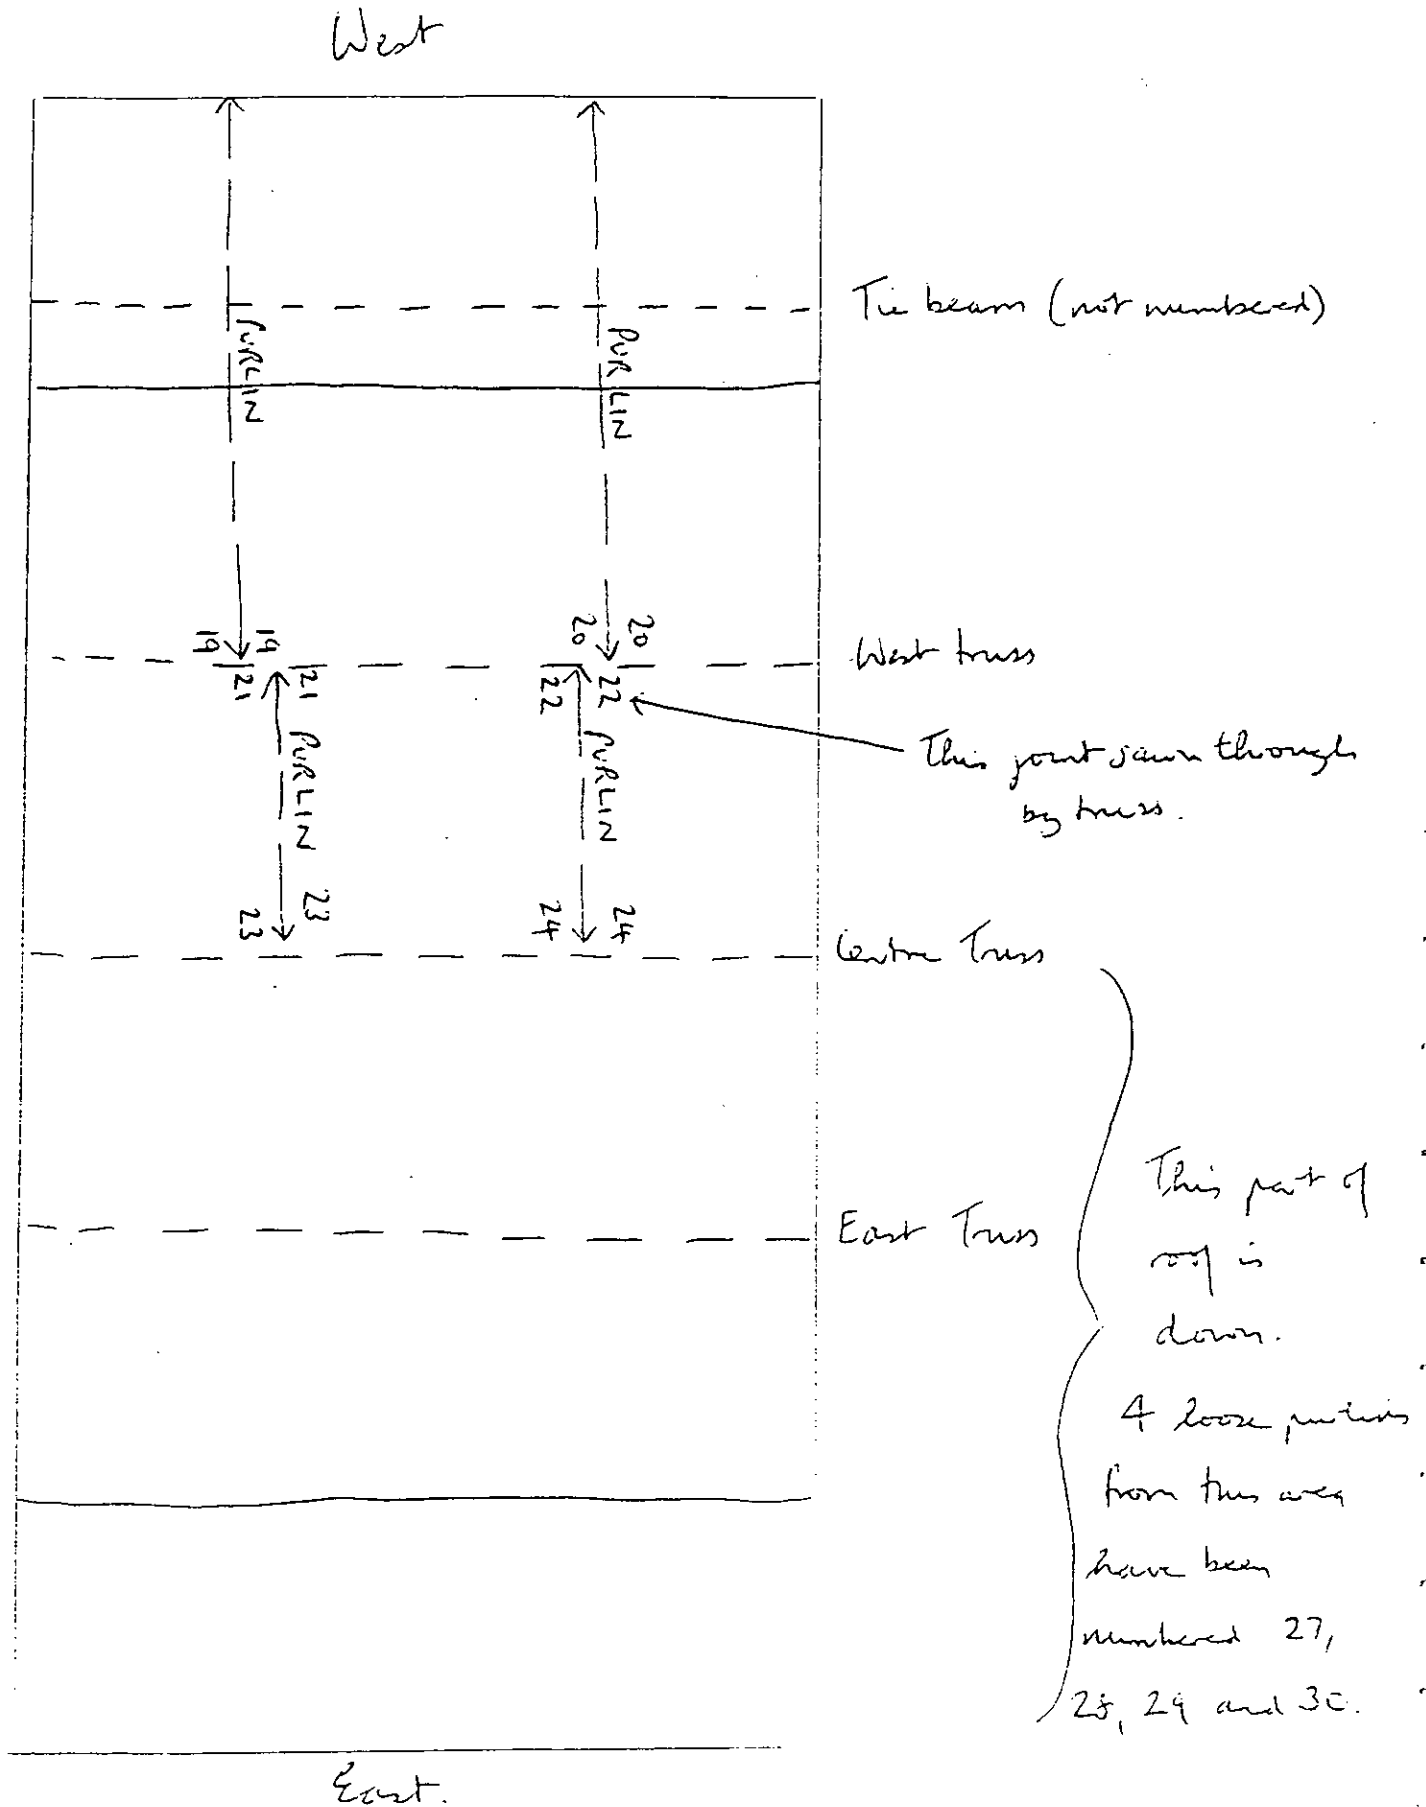 West
Tie beam (not numbered)
PURLIN
PURLIN
19
19
20
20
West truss
21
21
22
22
This joint sawn through
by truss.
PURLIN
PURLIN
23
23
24
24
Centre Truss
This part of
roof is
down.
East Truss
4 loose purlins
from this area
have been
numbered 27,
28, 29 and 30.
East.